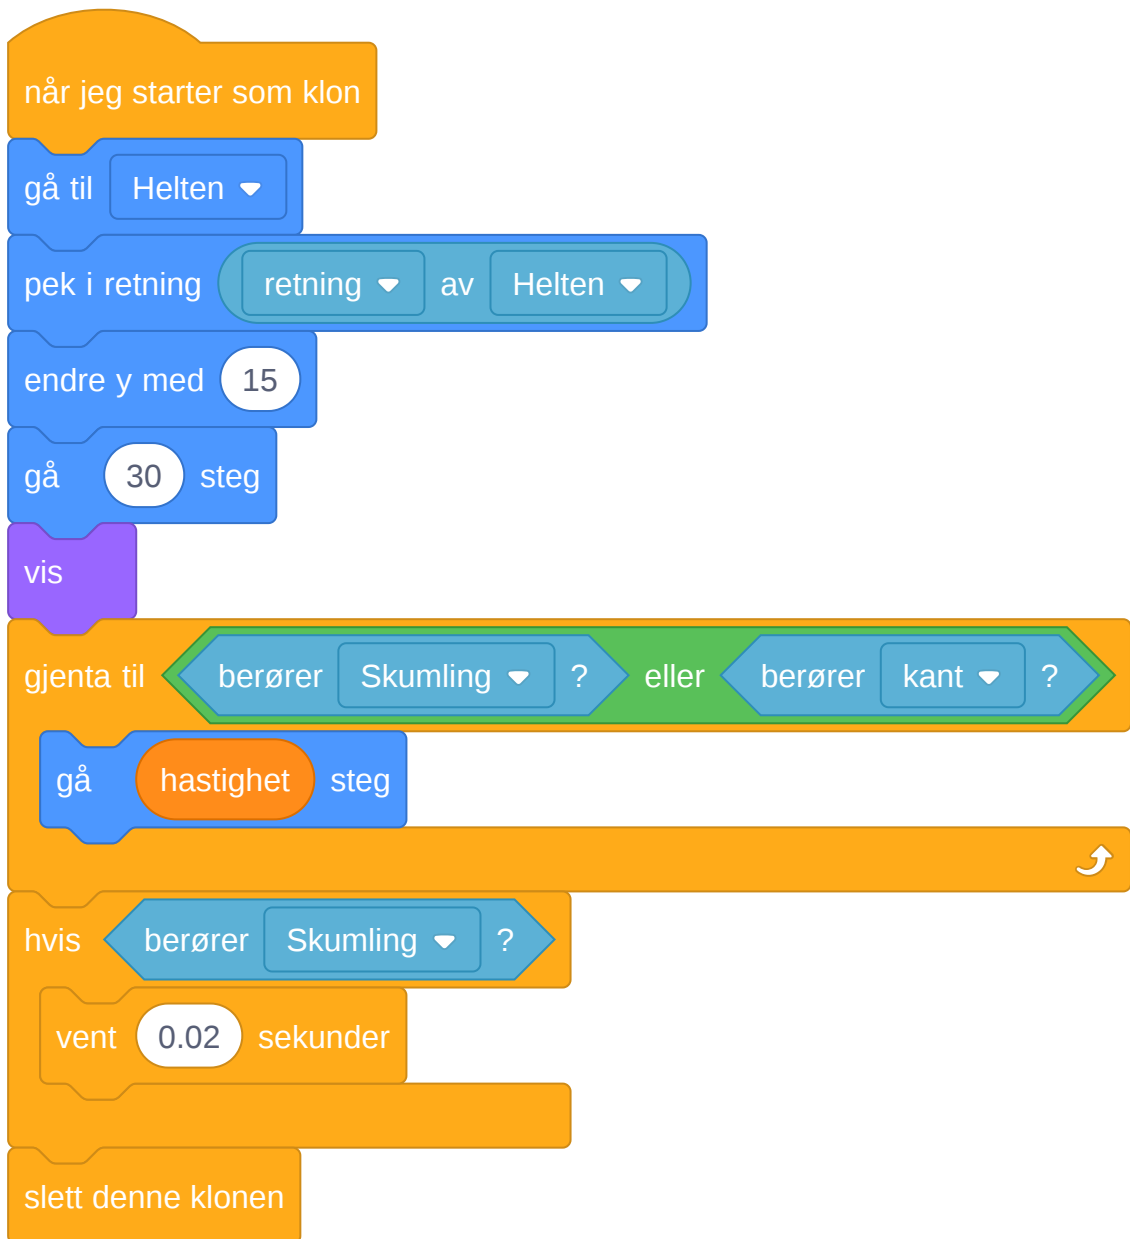 når jeg starter som klon
gå til Helten
pek i retning retning av Helten
endre y med 15
gå 30 steg
vis
gjenta til berører Skumling ? eller berører kant ?
gå hastighet steg
hvis berører Skumling ?
vent 0.02 sekunder
slett denne klonen